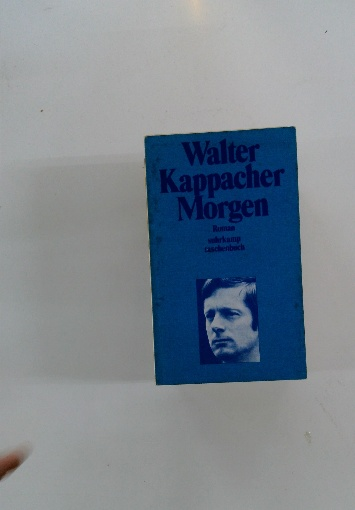 Walter
Kappacher
Morgen
Roman
suhrkamp
taschenbuch